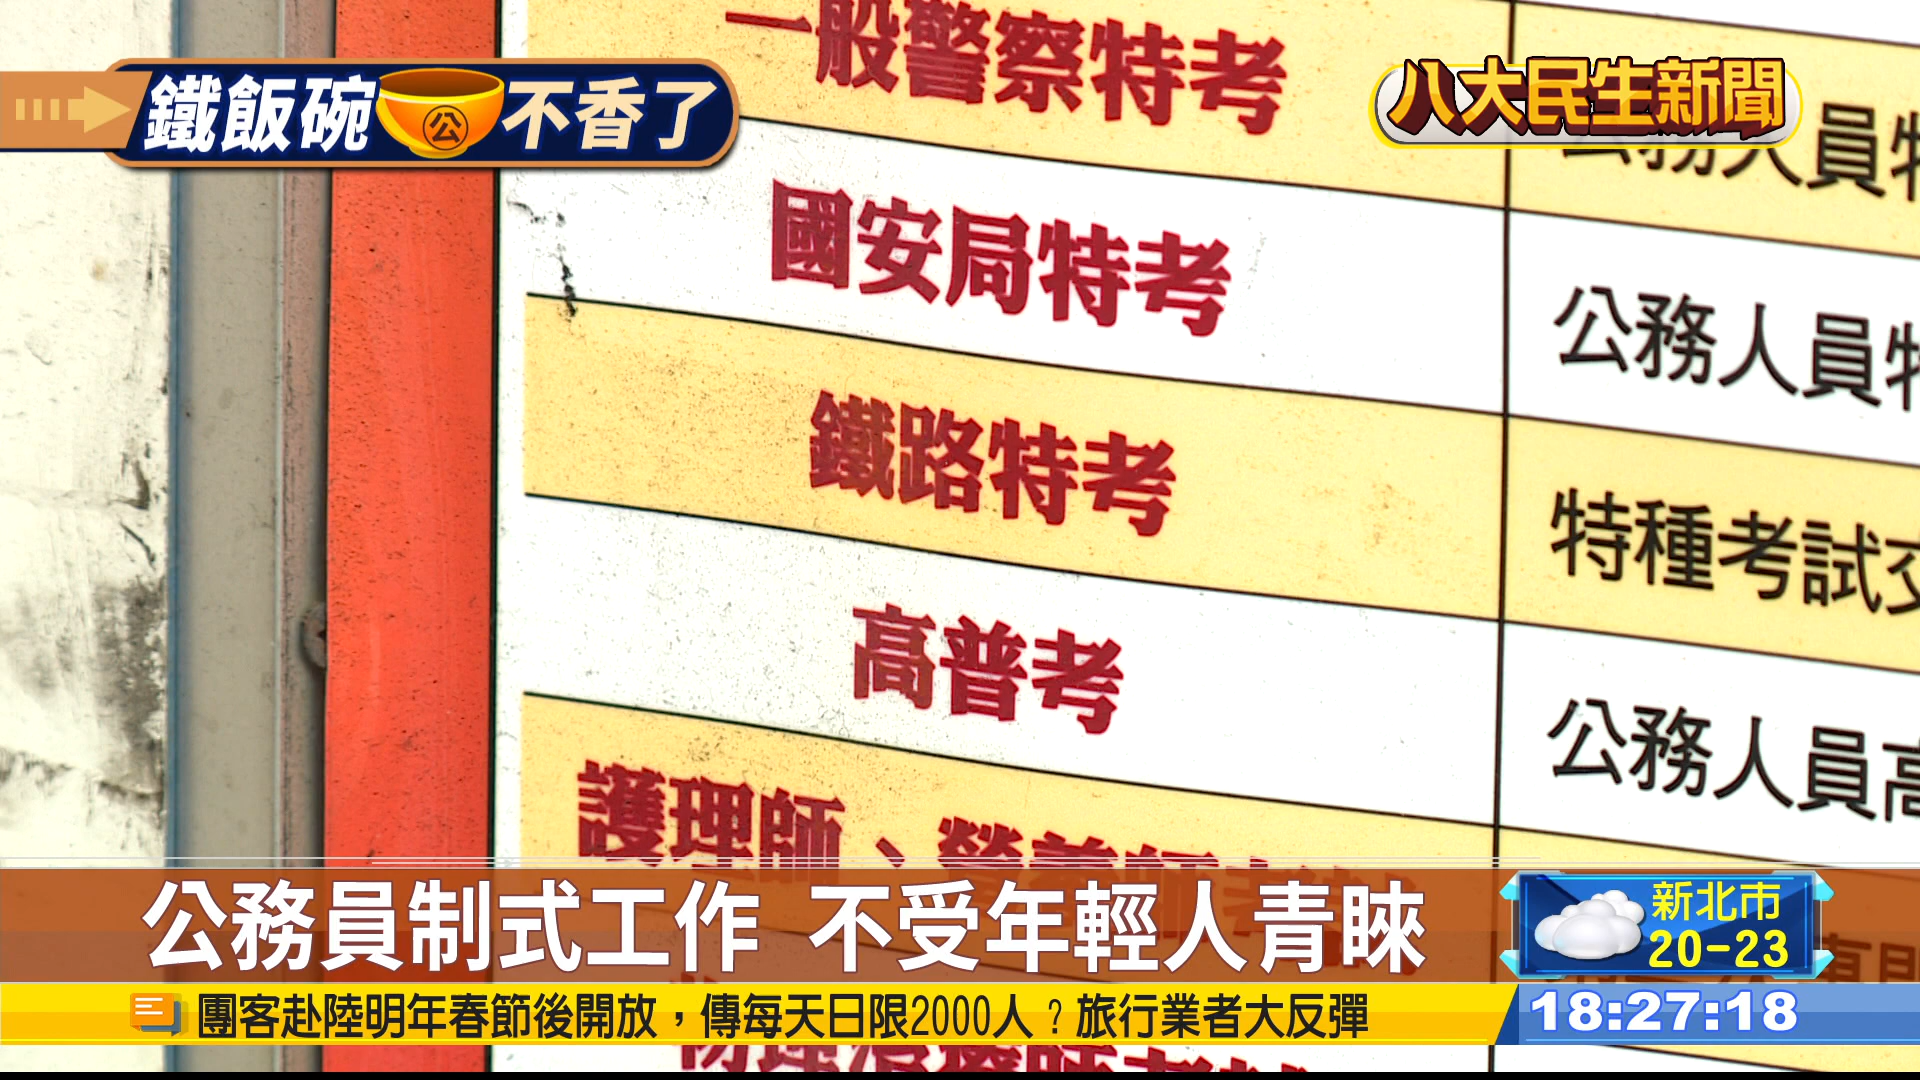 一般警察特考
鐵飯碗公不香了
八大民生新聞
公務人員特
國安局特考
公務人員特
鐵路特考
特種考試交
高普考
公務人員高
護理師、營養師考試
公務員制式工作 不受年輕人青睞
新北市
20-23
團客赴陸明年春節後開放，傳每天日限2000人？旅行業者大反彈
18:27:18